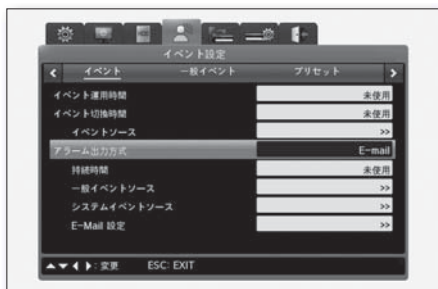 イベント設定
イベント 一般イベント プリセット
イベント運用時間 未使用
イベント切換時間 未使用
イベントソース >>
アラーム出力方式 E-mail
持続時間 未使用
一般イベントソース >>
システムイベントソース >>
E-Mail 設定 >>
: 変更 ESC: EXIT